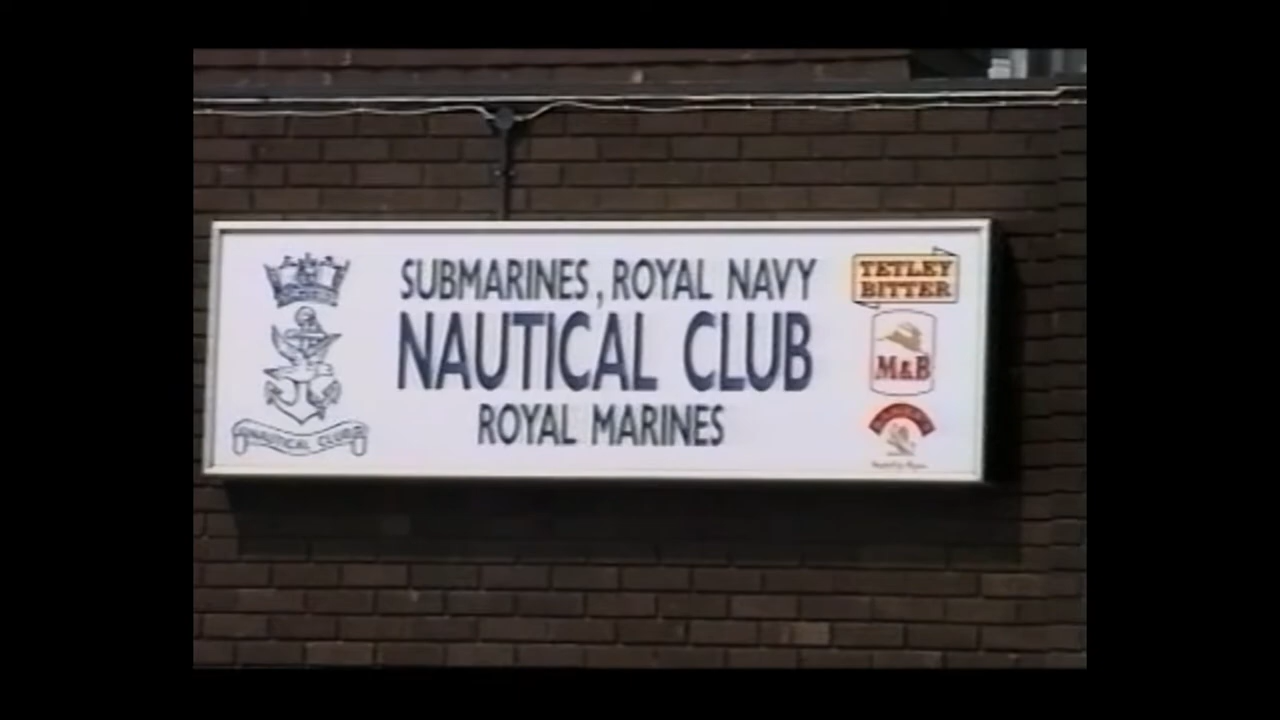 SUBMARINES, ROYAL NAVY
NAUTICAL CLUB
ROYAL MARINES
NAUTICAL CLUB
TETLEY
BITTER
M&B